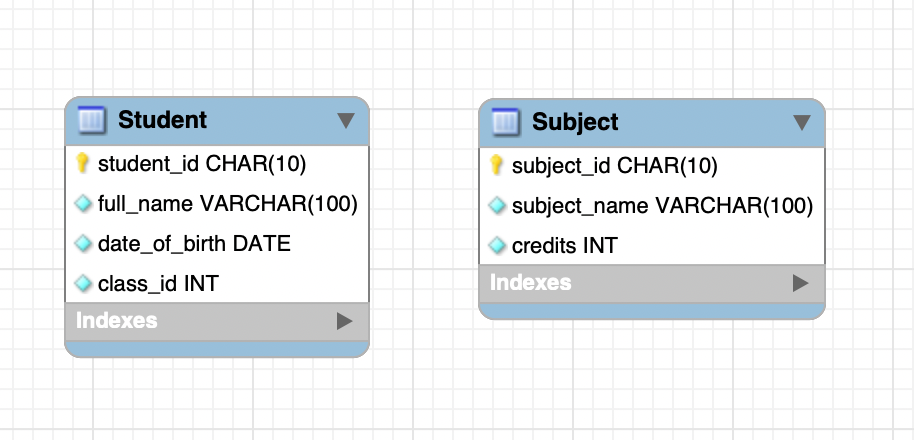 Student
student_id CHAR(10)
full_name VARCHAR(100)
date_of_birth DATE
class_id INT
Indexes
Subject
subject_id CHAR(10)
subject_name VARCHAR(100)
credits INT
Indexes